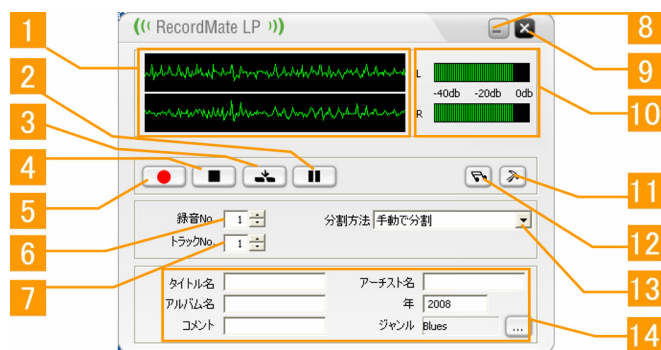 1
2
3
4
5
6
7
8
9
10
11
12
13
14
RecordMate LP
L
-40db -20db 0db
R
録音No. 1
分割方法 手動で分割
トラックNo. 1
タイトル名
アーチスト名
アルバム名
年 2008
コメント
ジャンル Blues
...